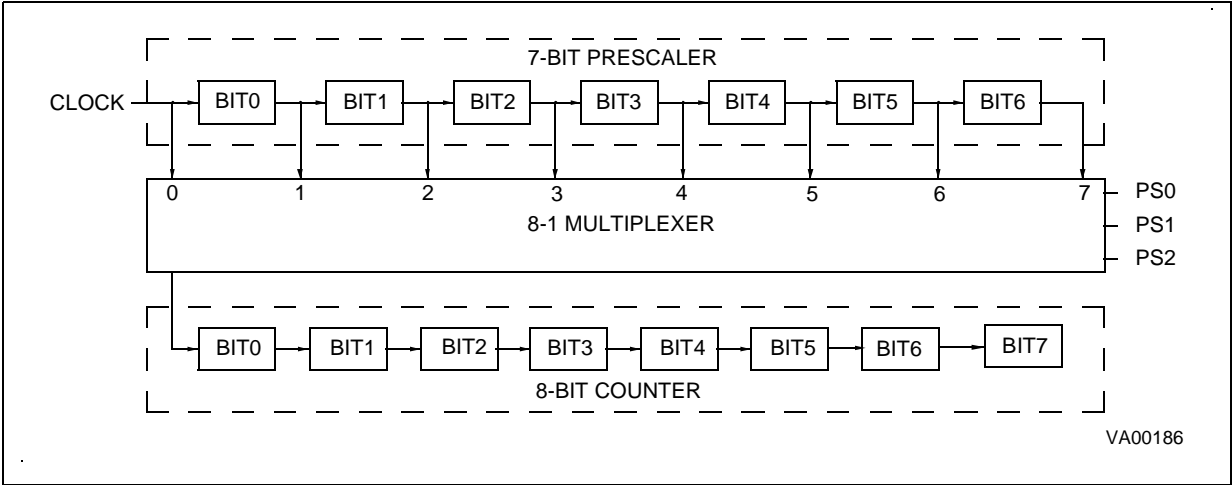 7-BIT PRESCALER
CLOCK BIT0 BIT1 BIT2 BIT3 BIT4 BIT5 BIT6
0 1 2 3 4 5 6 7 PS0
8-1 MULTIPLEXER PS1
PS2
BIT0 BIT1 BIT2 BIT3 BIT4 BIT5 BIT6 BIT7
8-BIT COUNTER
VA00186